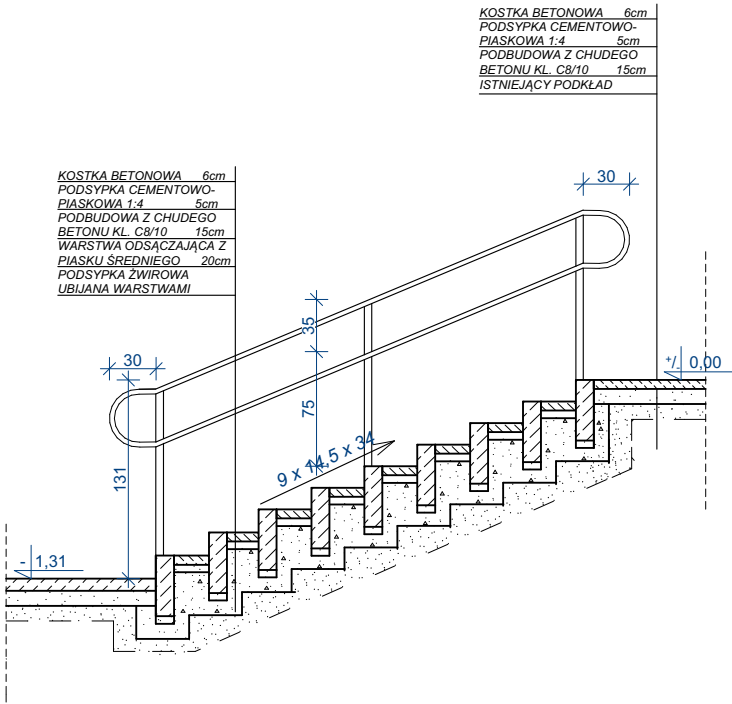 KOSTKA BETONOWA 6cm
PODSYPKA CEMENTOWO-
PIASKOWA 1:4 5cm
PODBUDOWA Z CHUDEGO
BETONU KL. C8/10 15cm
ISTNIEJĄCY PODKŁAD
KOSTKA BETONOWA 6cm
PODSYPKA CEMENTOWO-
PIASKOWA 1:4 5cm
PODBUDOWA Z CHUDEGO
BETONU KL. C8/10 15cm
WARSTWA ODSĄCZAJĄCA Z
PIASKU ŚREDNIEGO 20cm
PODSYPKA ŻWIROWA
UBIJANA WARSTWAMI
30
35
30
+/- 0,00
75
9 x 14,5 x 34
131
- 1,31